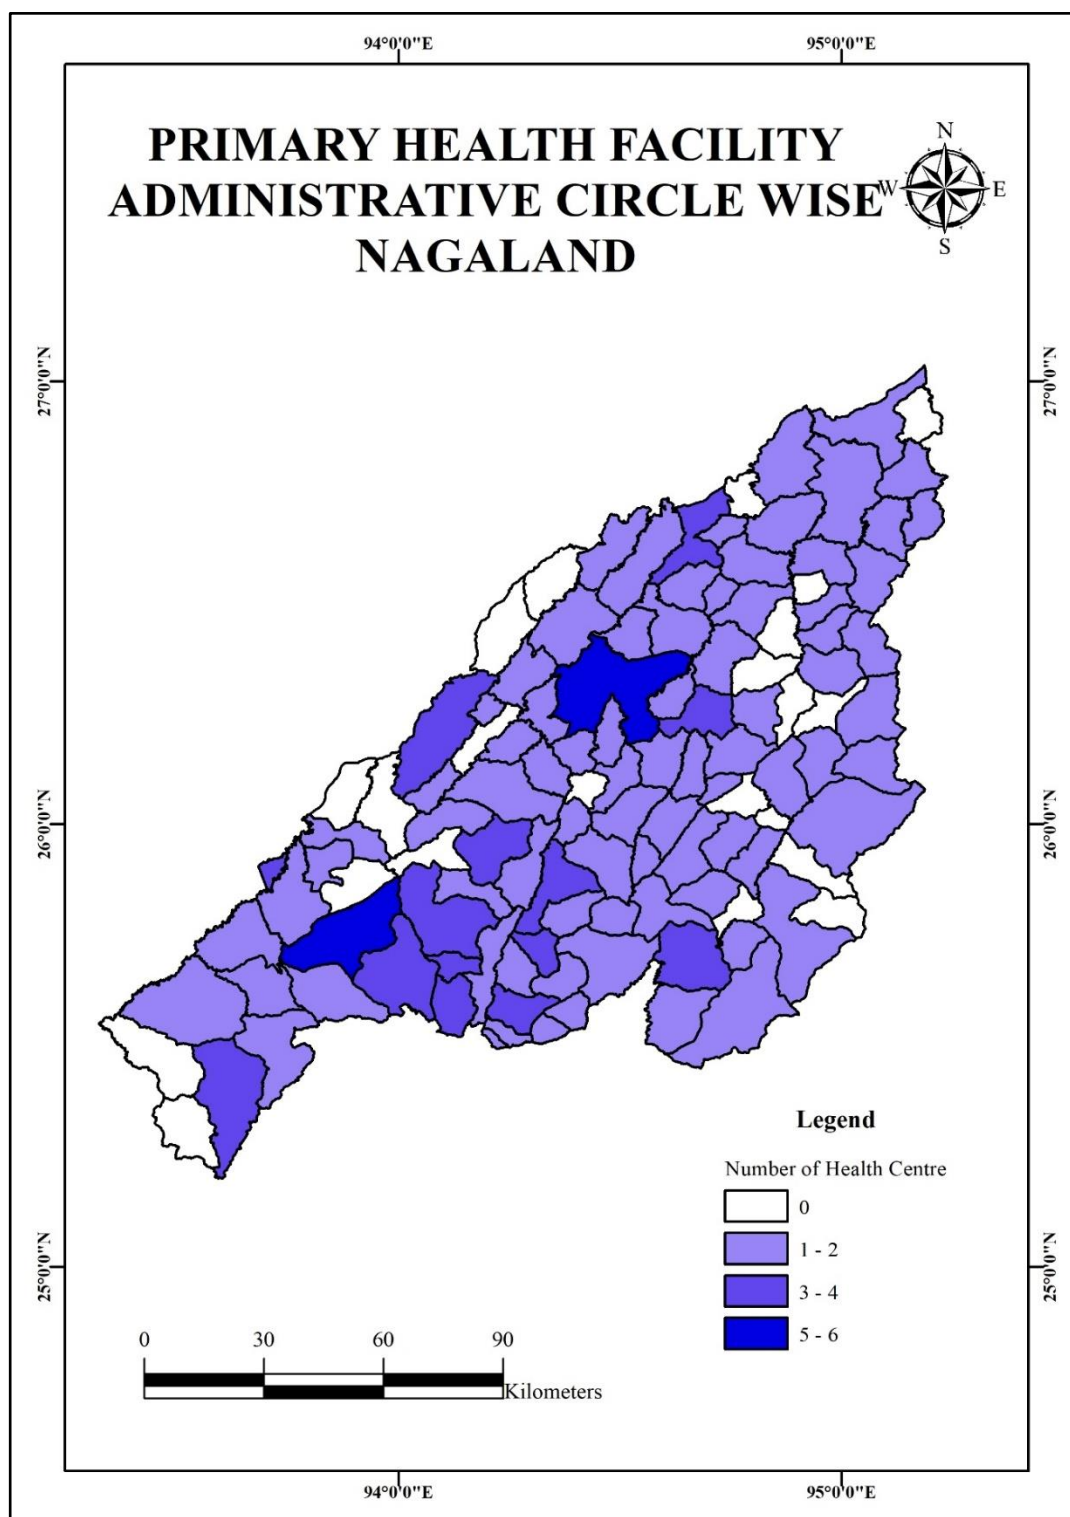 94°0'0"E 95°0'0"E
PRIMARY HEALTH FACILITY
ADMINISTRATIVE CIRCLE WISE
NAGALAND
N
W E
S
27°0'0"N 27°0'0"N
26°0'0"N 26°0'0"N
25°0'0"N 25°0'0"N
Legend
Number of Health Centre
0
1 - 2
3 - 4
5 - 6
0 30 60 90
Kilometers
94°0'0"E 95°0'0"E